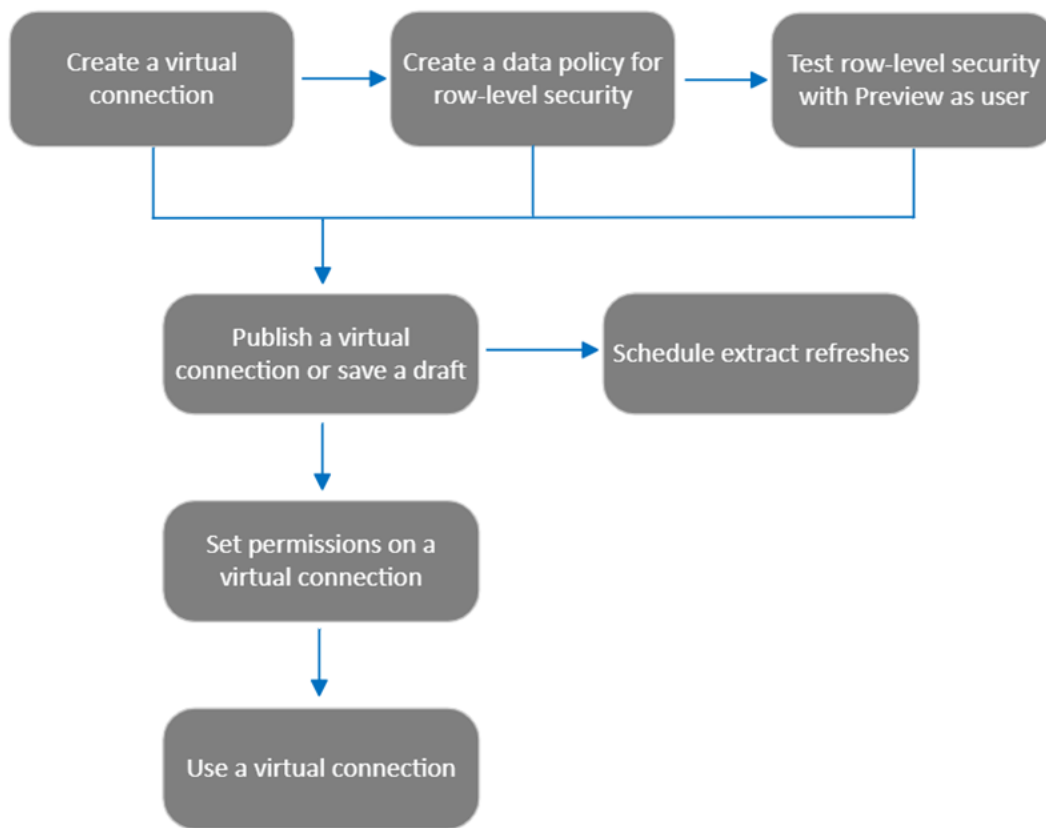 Create a virtual
connection
Create a data policy for
row-level security
Test row-level security
with Preview as user
Publish a virtual
connection or save a draft
Schedule extract refreshes
Set permissions on a
virtual connection
Use a virtual connection